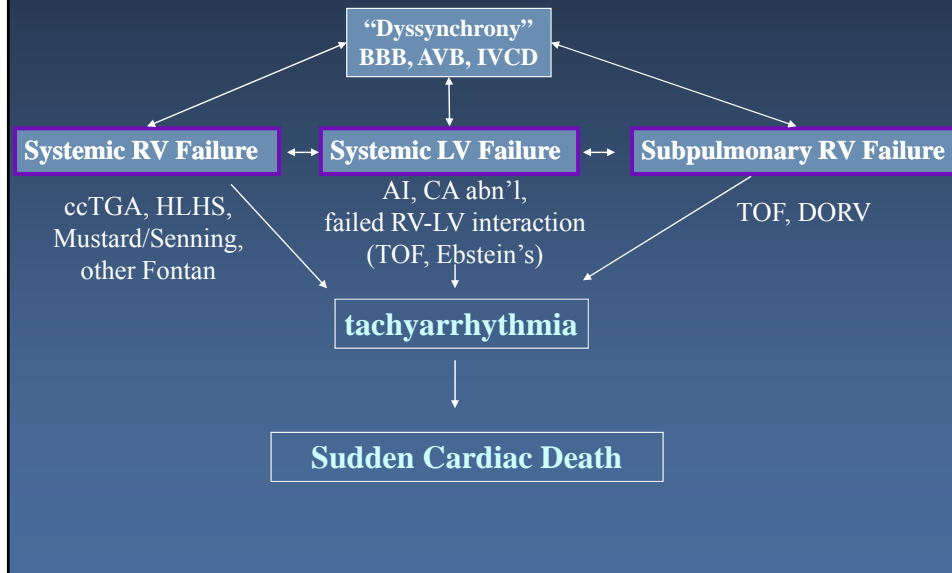 “Dyssynchrony”
BBB, AVB, IVCD
Systemic RV Failure
Systemic LV Failure
Subpulmonary RV Failure
ccTGA, HLHS,
Mustard/Senning,
other Fontan
AI, CA abn’l,
failed RV-LV interaction
(TOF, Ebstein’s)
TOF, DORV
tachyarrhythmia
Sudden Cardiac Death